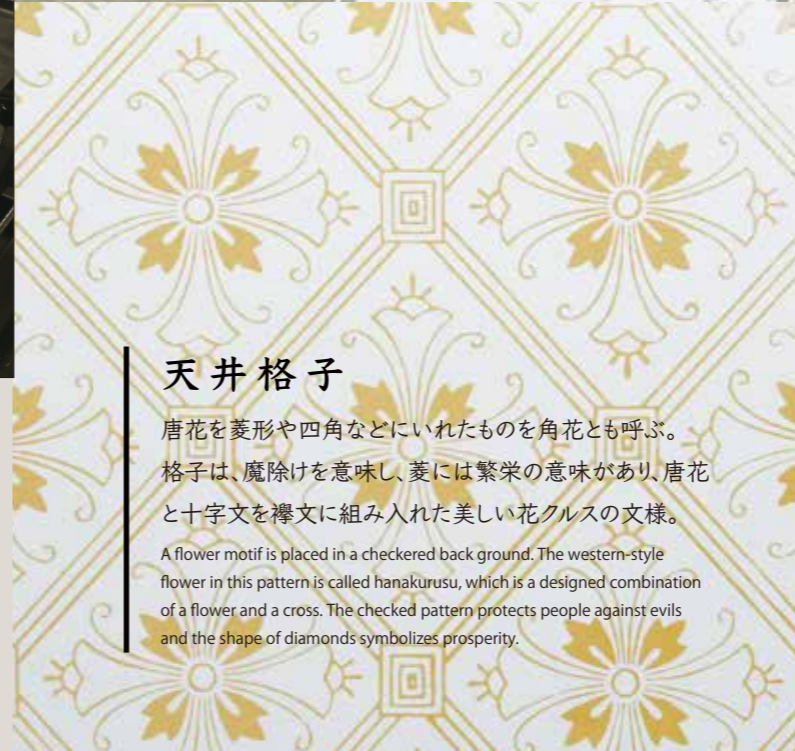 天井格子
唐花を菱形や四角などにいれたものを角花とも呼ぶ。
格子は、魔除けを意味し、菱には繁栄の意味があり、唐花
と十字文を襷文に組み入れた美しい花クルスの文様。
A flower motif is placed in a checkered back ground. The western-style
flower in this pattern is called hanakurusu, which is a designed combination
of a flower and a cross. The checked pattern protects people against evils
and the shape of diamonds symbolizes prosperity.